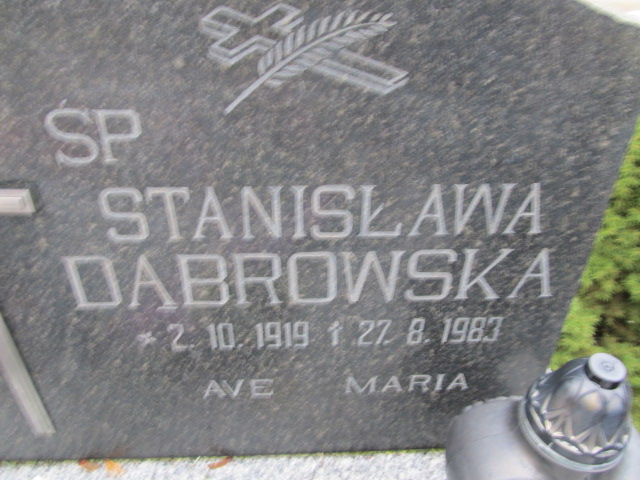 ŚP
STANISŁAWA
DĄBROWSKA
* 2. 10. 1919 † 27. 8. 1983
AVE MARIA